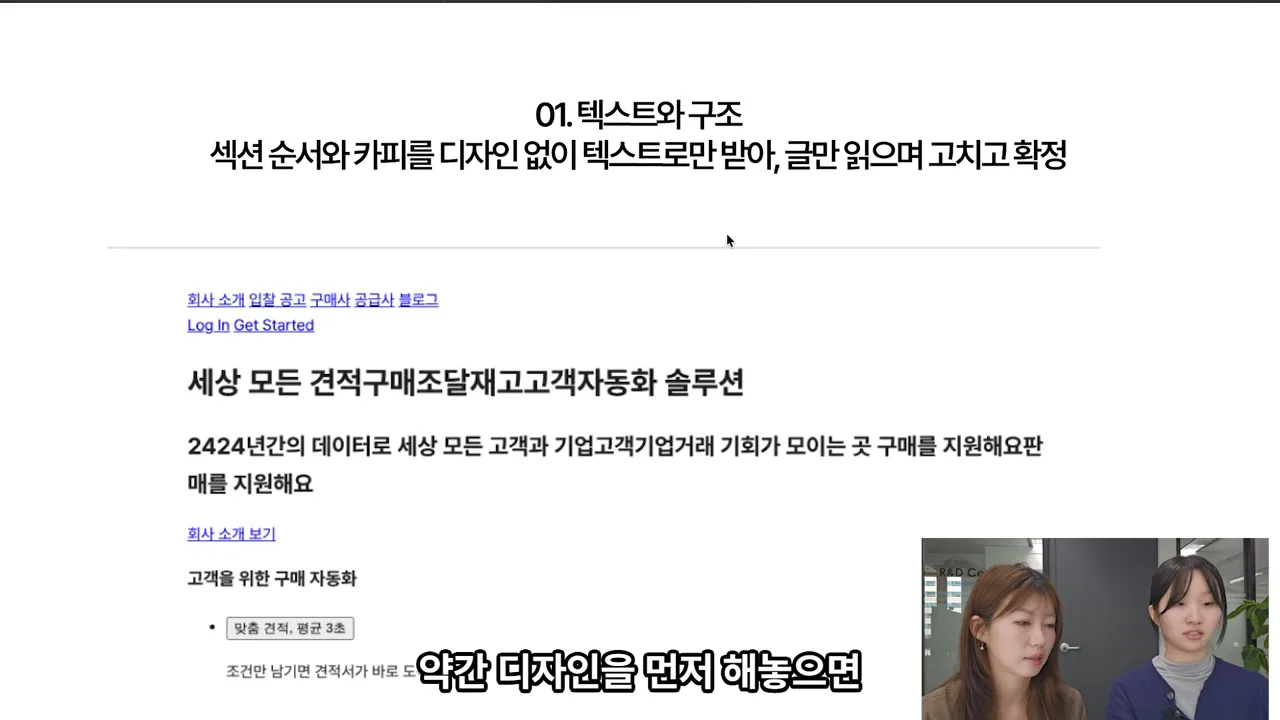 01. 텍스트와 구조
섹션 순서와 카피를 디자인 없이 텍스트로만 받아, 글만 읽으며 고치고 확정
회사 소개 입찰 공고 구매사 공급사 블로그
Log In Get Started
세상 모든 견적구매조달재고고객자동화 솔루션
2424년간의 데이터로 세상 모든 고객과 기업고객기업거래 기회가 모이는 곳 구매를 지원해요판
매를 지원해요
회사 소개 보기
고객을 위한 구매 자동화
맞춤 견적, 평균 3초
조건만 남기면 견적서가 바로
약간 디자인을 먼저 해놓으면
R&D